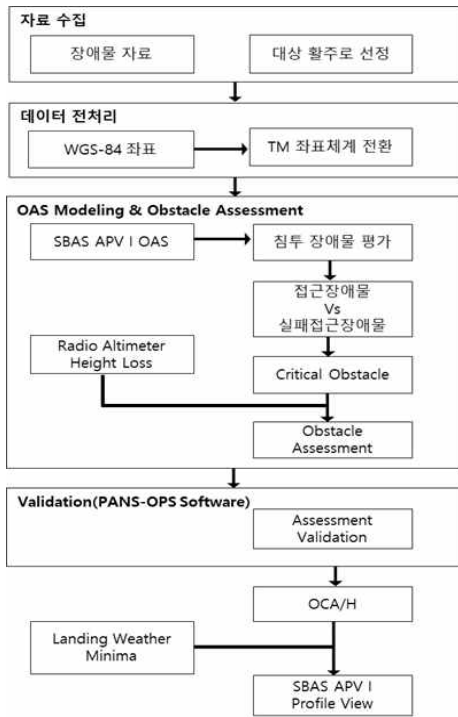 자료 수집
장애물 자료
대상 활주로 선정
데이터 전처리
WGS-84 좌표
TM 좌표체계 전환
OAS Modeling & Obstacle Assessment
SBAS APV I OAS
침투 장애물 평가
접근장애물
Vs
실패접근장애물
Radio Altimeter
Height Loss
Critical Obstacle
Obstacle
Assessment
Validation(PANS-OPS Software)
Assessment
Validation
OCA/H
Landing Weather
Minima
SBAS APV I
Profile View